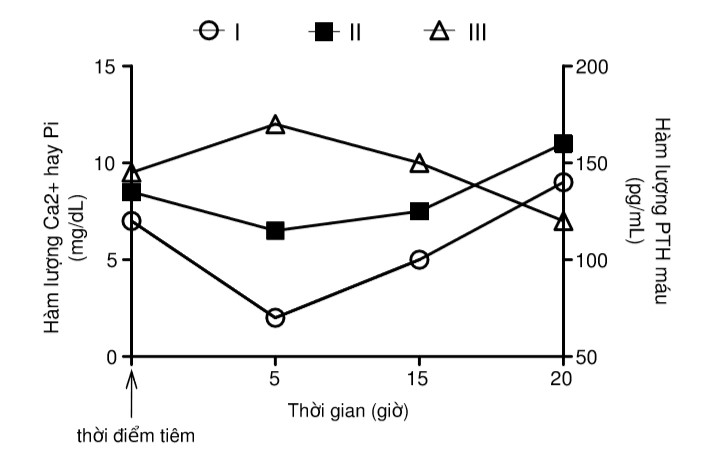 I II III
15
10
5
0
Hàm lượng Ca2+ hay Pi
(mg/dL)
200
150
100
50
Hàm lượng PTH máu
(pg/mL)
5 15 20
Thời gian (giờ)
thời điểm tiêm